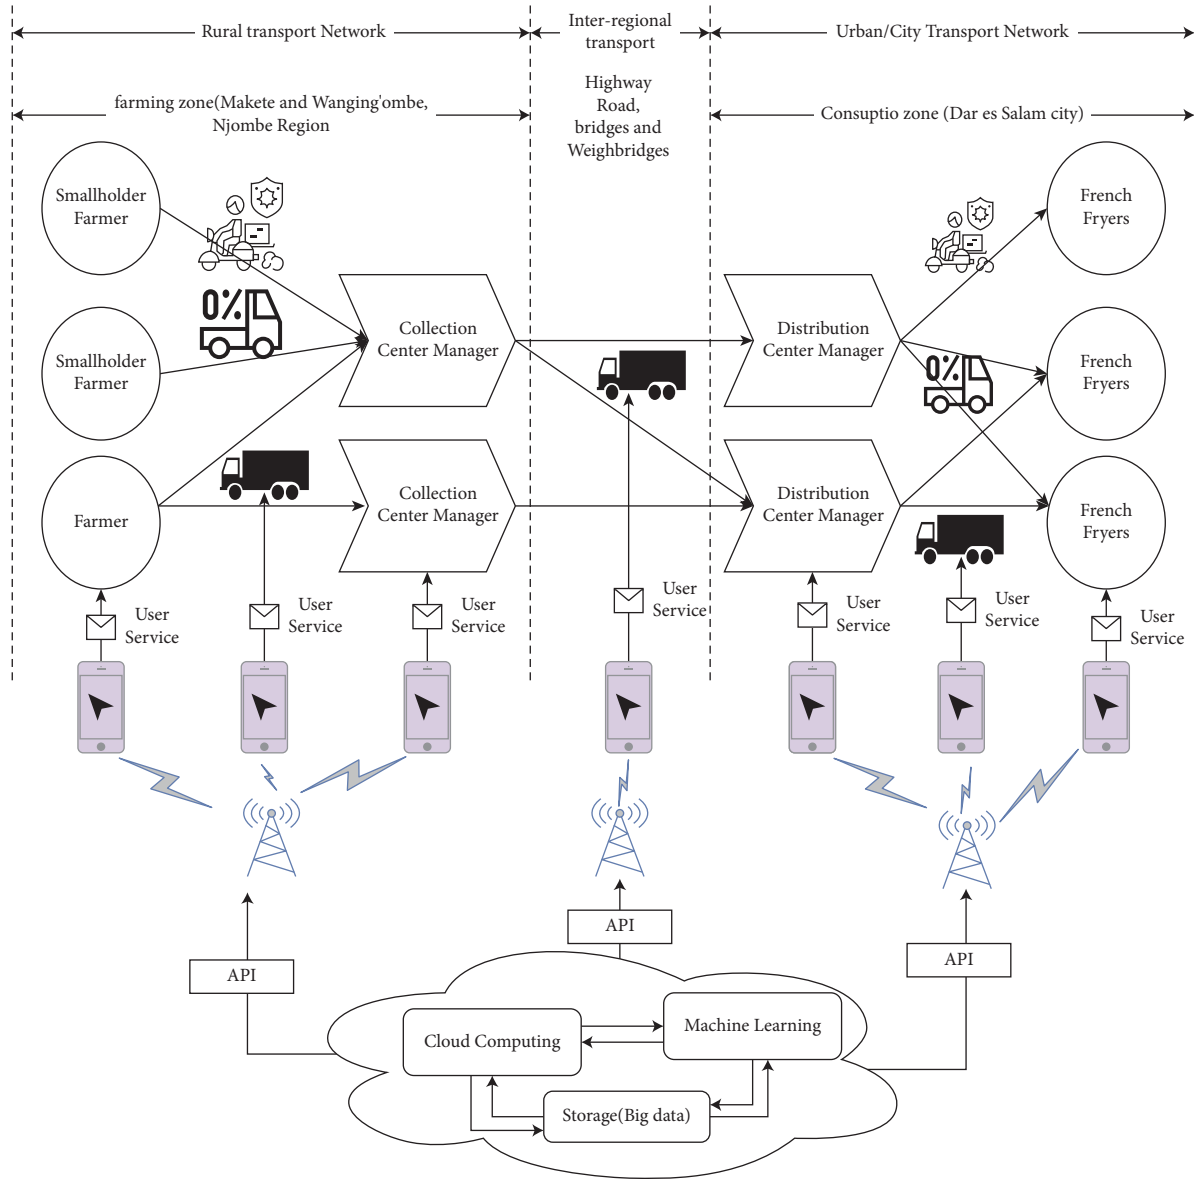 Rural transport Network
Inter-regional
transport
Urban/City Transport Network
farming zone(Makete and Wanging'ombe,
Njombe Region
Highway
Road,
bridges and
Weighbridges
Consuptio zone (Dar es Salam city)
Smallholder
Farmer
French
Fryers
0%
Collection
Center Manager
Distribution
Center Manager
Smallholder
Farmer
0%
French
Fryers
Farmer
Collection
Center Manager
Distribution
Center Manager
French
Fryers
User
Service
User
Service
User
Service
User
Service
User
Service
User
Service
User
Service
API
API
API
Cloud Computing
Machine Learning
Storage(Big data)